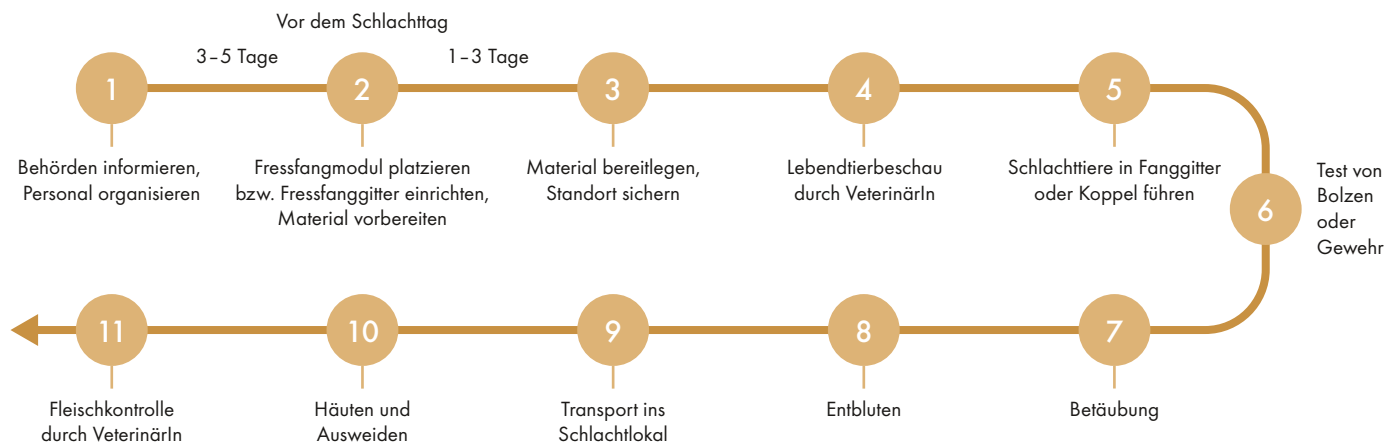 Vor dem Schlachttag
3–5 Tage
1–3 Tage
1
2
3
4
5
Behörden informieren,
Personal organisieren
Fressfangmodul platzieren
bzw. Fressfanggitter einrichten,
Material vorbereiten
Material bereitlegen,
Standort sichern
Lebendtierbeschau
durch VeterinärIn
Schlachttiere in Fanggitter
oder Koppel führen
6
Test von
Bolzen
oder
Gewehr
11
10
9
8
7
Fleischkontrolle
durch VeterinärIn
Häuten und
Ausweiden
Transport ins
Schlachtlokal
Entbluten
Betäubung